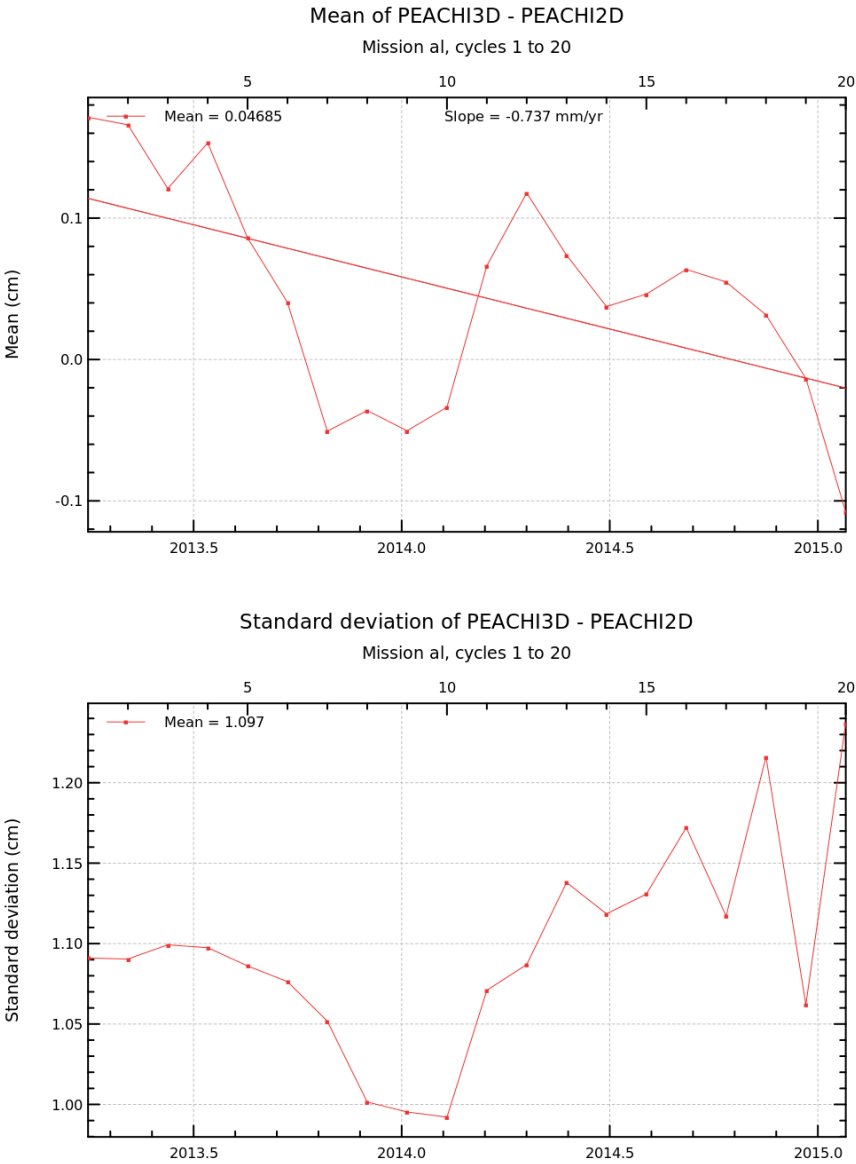 Mean of PEACHI3D - PEACHI2D
Mission al, cycles 1 to 20
5 10 15 20
Mean = 0.04685 Slope = -0.737 mm/yr
0.1
Mean (cm)
0.0
-0.1
2013.5 2014.0 2014.5 2015.0
Standard deviation of PEACHI3D - PEACHI2D
Mission al, cycles 1 to 20
5 10 15 20
Mean = 1.097
1.20
1.15
Standard deviation (cm)
1.10
1.05
1.00
2013.5 2014.0 2014.5 2015.0